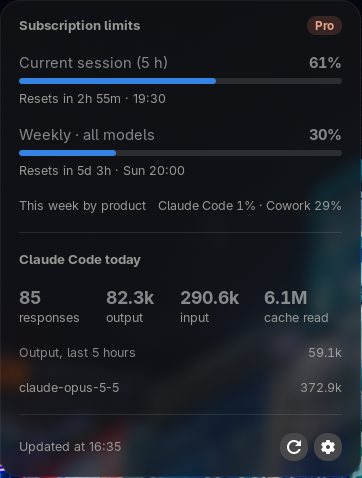 Subscription limits Pro
Current session (5 h) 61%
Resets in 2h 55m · 19:30
Weekly · all models 30%
Resets in 5d 3h · Sun 20:00
This week by product Claude Code 1% · Cowork 29%
Claude Code today
85 82.3k 290.6k 6.1M
responses output input cache read
Output, last 5 hours 59.1k
claude-opus-5-5 372.9k
Updated at 16:35